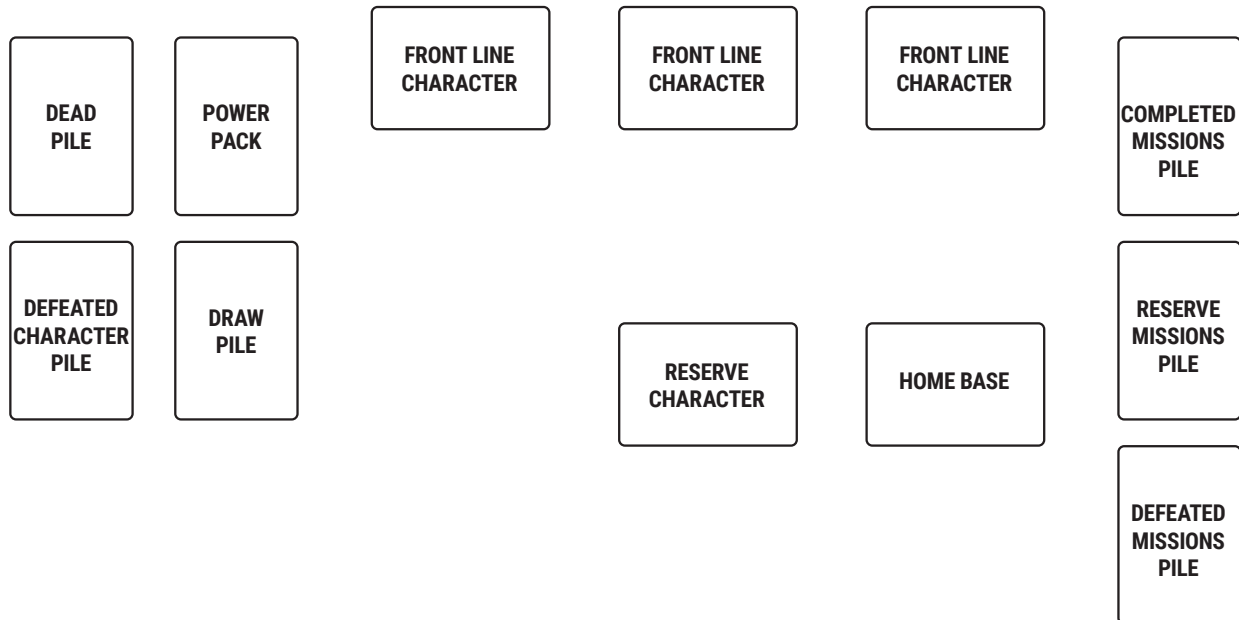 DEAD
PILE
POWER
PACK
FRONT LINE
CHARACTER
FRONT LINE
CHARACTER
FRONT LINE
CHARACTER
COMPLETED
MISSIONS
PILE
DEFEATED
CHARACTER
PILE
DRAW
PILE
RESERVE
CHARACTER
HOME BASE
RESERVE
MISSIONS
PILE
DEFEATED
MISSIONS
PILE